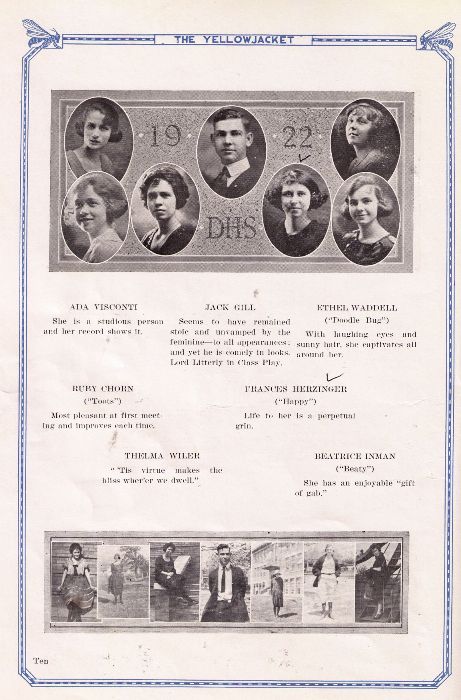 THE YELLOWJACKET
19 22
DHS
ADA VISCONTI
She is a studious person
and her record shows it.
JACK GILL
Seems to have remained
stoic and unvamped by the
feminine—to all appearances;
and yet he is comely in looks.
Lord Litterly in Class Play.
ETHEL WADDELL
("Doodle Bug")
With laughing eyes and
sunny hair, she captivates all
around her.
RUBY CHORN
("Toots")
Most pleasant at first meet-
ing and improves each time.
FRANCES HERZINGER
("Happy")
Life to her is a perpetual
grin.
THELMA WILER
"'Tis virtue makes the
bliss wher'er we dwell."
BEATRICE INMAN
("Beaty")
She has an enjoyable "gift
of gab."
Ten